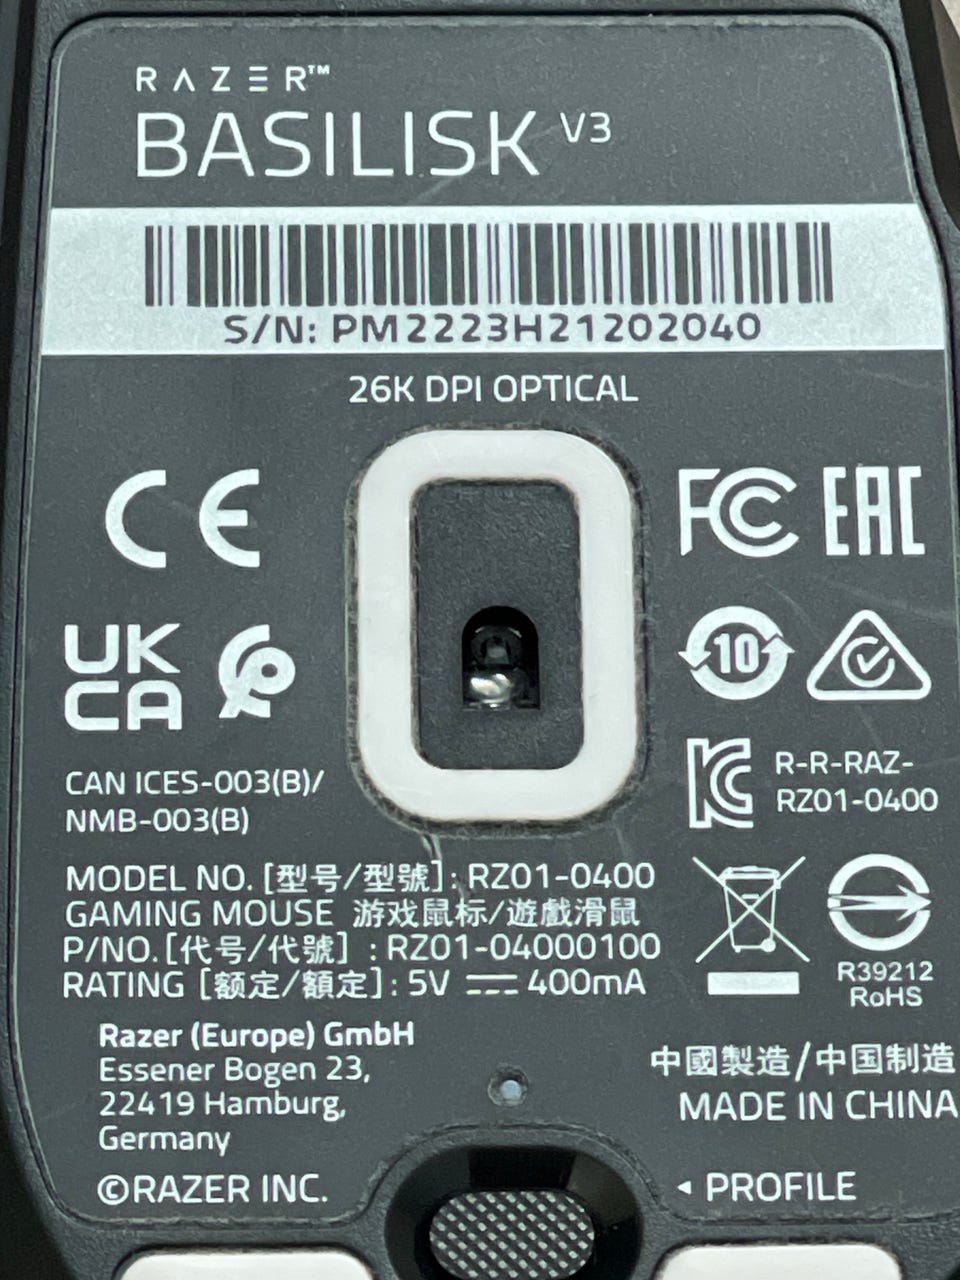 RAZER™
BASILISK V3
S/N: PM2223H21202040
26K DPI OPTICAL
CE
FC EAC
UK
CA
10
CAN ICES-003(B)/
NMB-003(B)
R-R-RAZ-
RZ01-0400
MODEL NO. [型号/型號]: RZ01-0400
GAMING MOUSE 游戏鼠标/遊戲滑鼠
P/NO. [代号/代號] : RZ01-04000100
RATING [额定/額定]: 5V ⎓ 400mA
R39212
RoHS
Razer (Europe) GmbH
Essener Bogen 23,
22419 Hamburg,
Germany
中國製造/中国制造
MADE IN CHINA
©RAZER INC.
◂ PROFILE